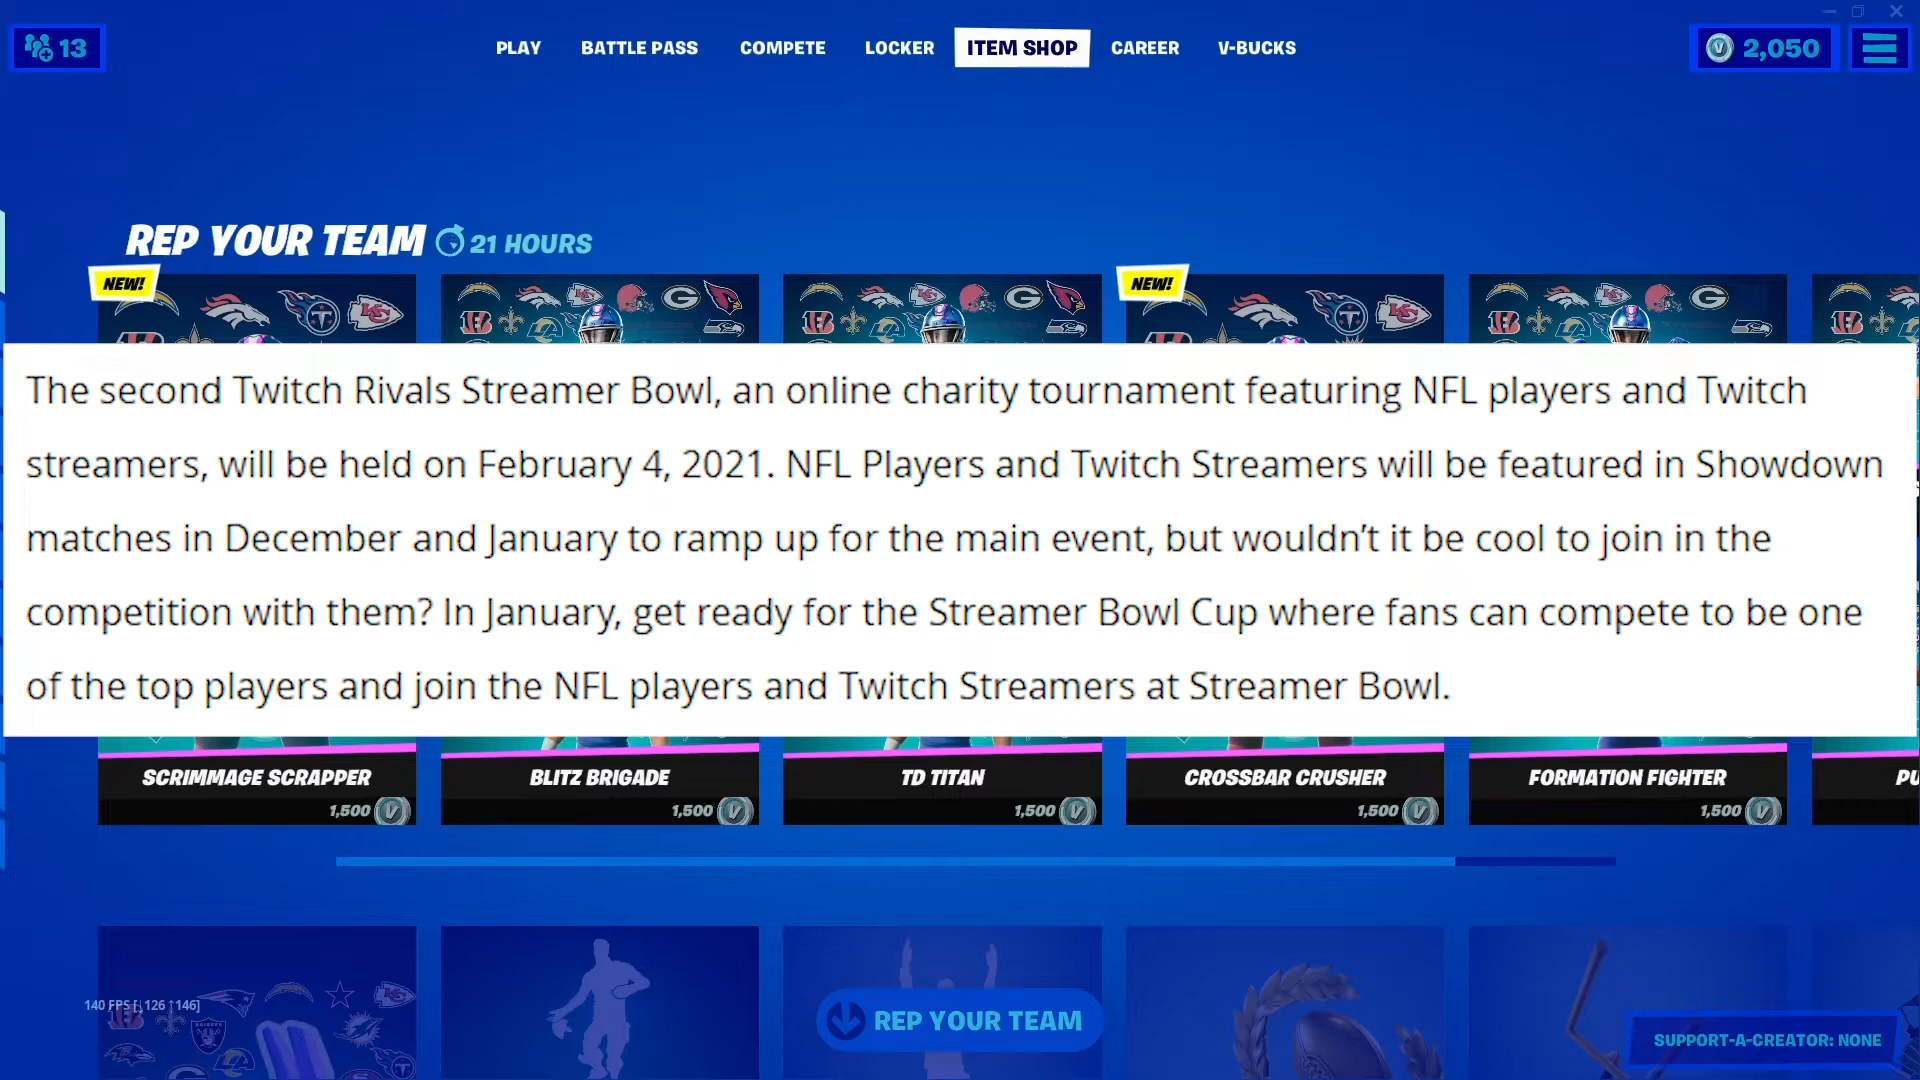 13
PLAY
BATTLE PASS
COMPETE
LOCKER
ITEM SHOP
CAREER
V-BUCKS
2,050
REP YOUR TEAM
21 HOURS
NEW!
NEW!
The second Twitch Rivals Streamer Bowl, an online charity tournament featuring NFL players and Twitch
streamers, will be held on February 4, 2021. NFL Players and Twitch Streamers will be featured in Showdown
matches in December and January to ramp up for the main event, but wouldn’t it be cool to join in the
competition with them? In January, get ready for the Streamer Bowl Cup where fans can compete to be one
of the top players and join the NFL players and Twitch Streamers at Streamer Bowl.
SCRIMMAGE SCRAPPER
1,500
BLITZ BRIGADE
1,500
TD TITAN
1,500
CROSSBAR CRUSHER
1,500
FORMATION FIGHTER
1,500
PU
140 FPS [↓126 ↑146]
REP YOUR TEAM
SUPPORT-A-CREATOR: NONE